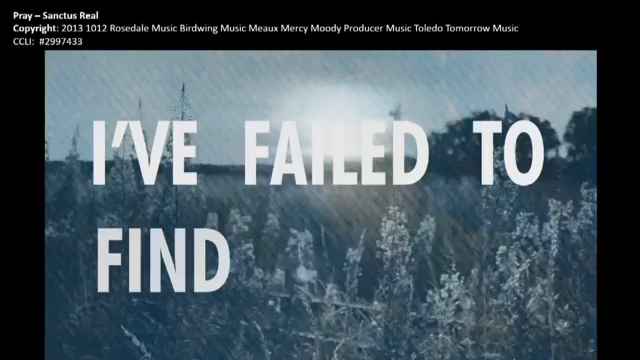 Pray – Sanctus Real
Copyright: 2013 1012 Rosedale Music Birdwing Music Meaux Mercy Moody Producer Music Toledo Tomorrow Music
CCLI: #2997433
I'VE FAILED TO
FIND